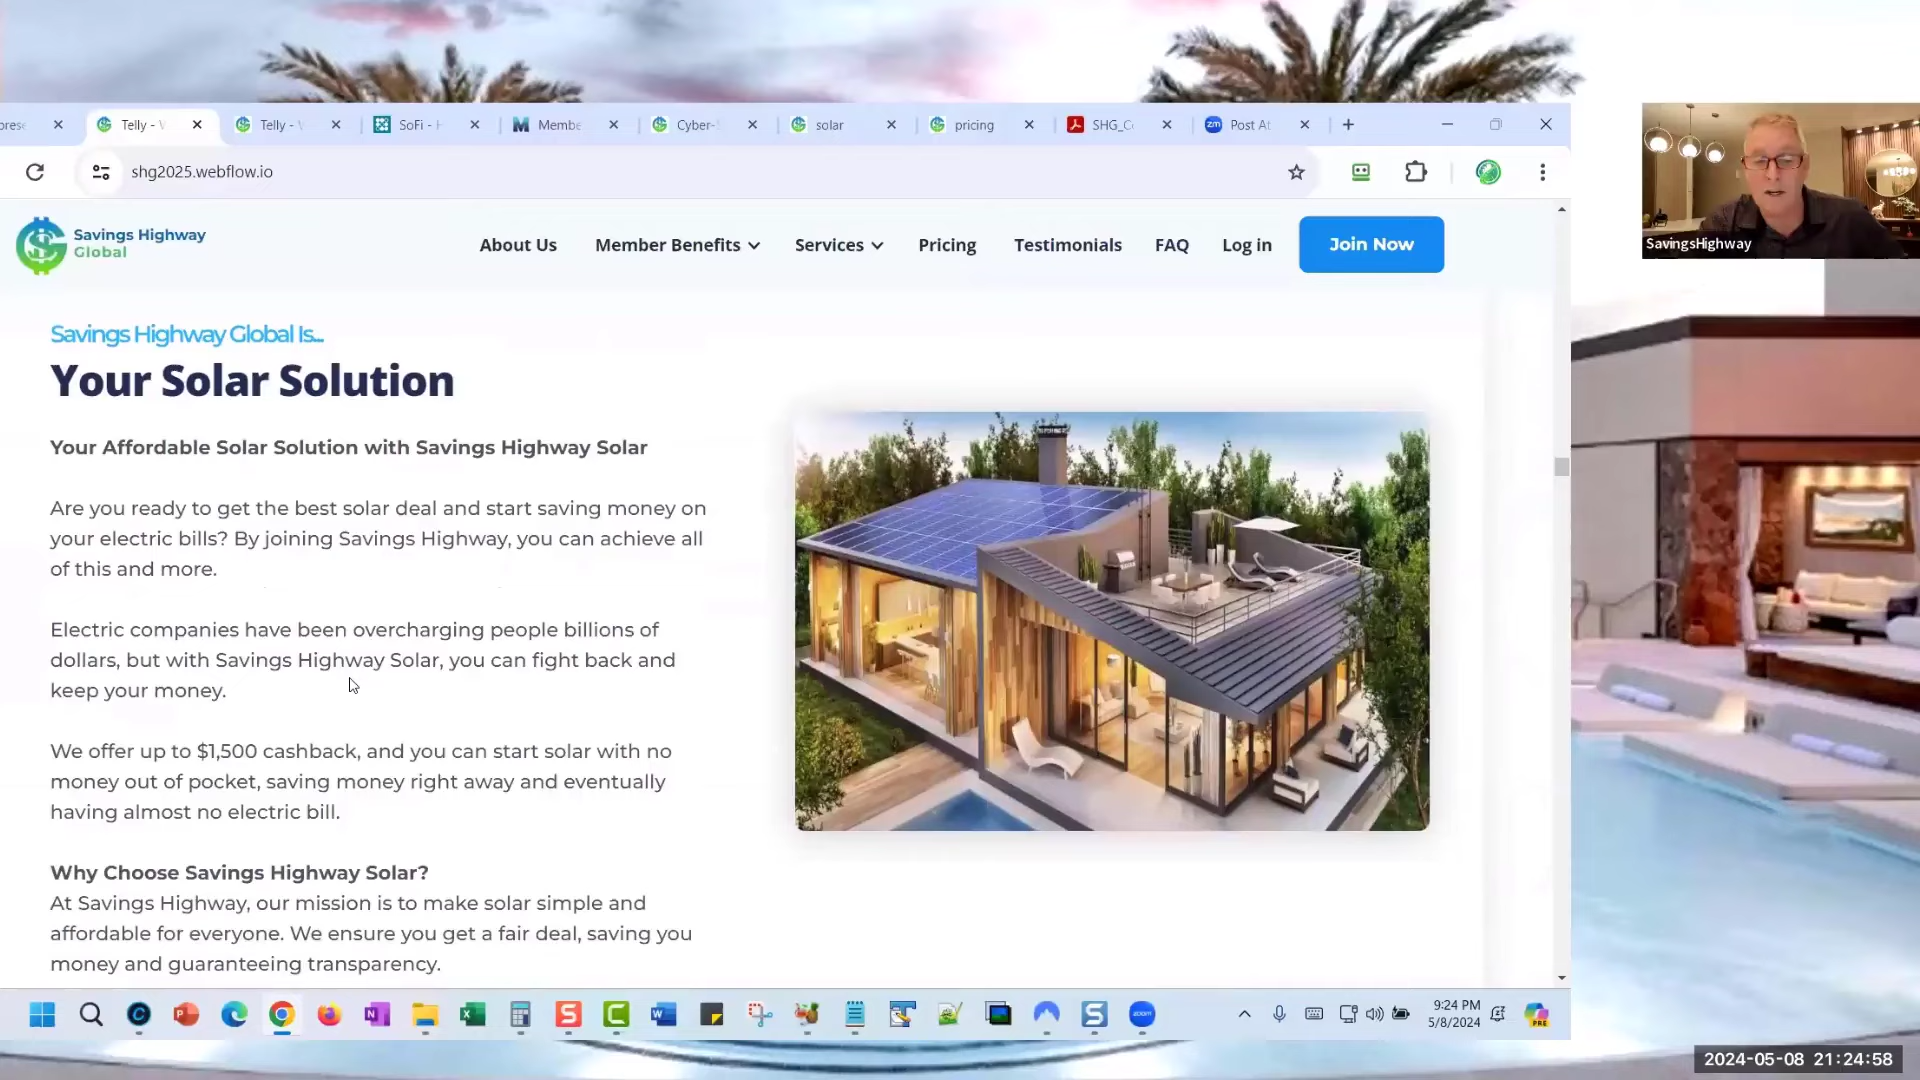 Telly - V
Telly - V
SoFi - H
Membe
Cyber-
solar
pricing
SHG_C
zm
Post At
shg2025.webflow.io
Savings Highway
Global
About Us
Member Benefits
Services
Pricing
Testimonials
FAQ
Log in
Join Now
SavingsHighway
Savings Highway Global Is...
Your Solar Solution
Your Affordable Solar Solution with Savings Highway Solar
Are you ready to get the best solar deal and start saving money on
your electric bills? By joining Savings Highway, you can achieve all
of this and more.
Electric companies have been overcharging people billions of
dollars, but with Savings Highway Solar, you can fight back and
keep your money.
We offer up to $1,500 cashback, and you can start solar with no
money out of pocket, saving money right away and eventually
having almost no electric bill.
Why Choose Savings Highway Solar?
At Savings Highway, our mission is to make solar simple and
affordable for everyone. We ensure you get a fair deal, saving you
money and guaranteeing transparency.
9:24 PM
5/8/2024
2024-05-08 21:24:58